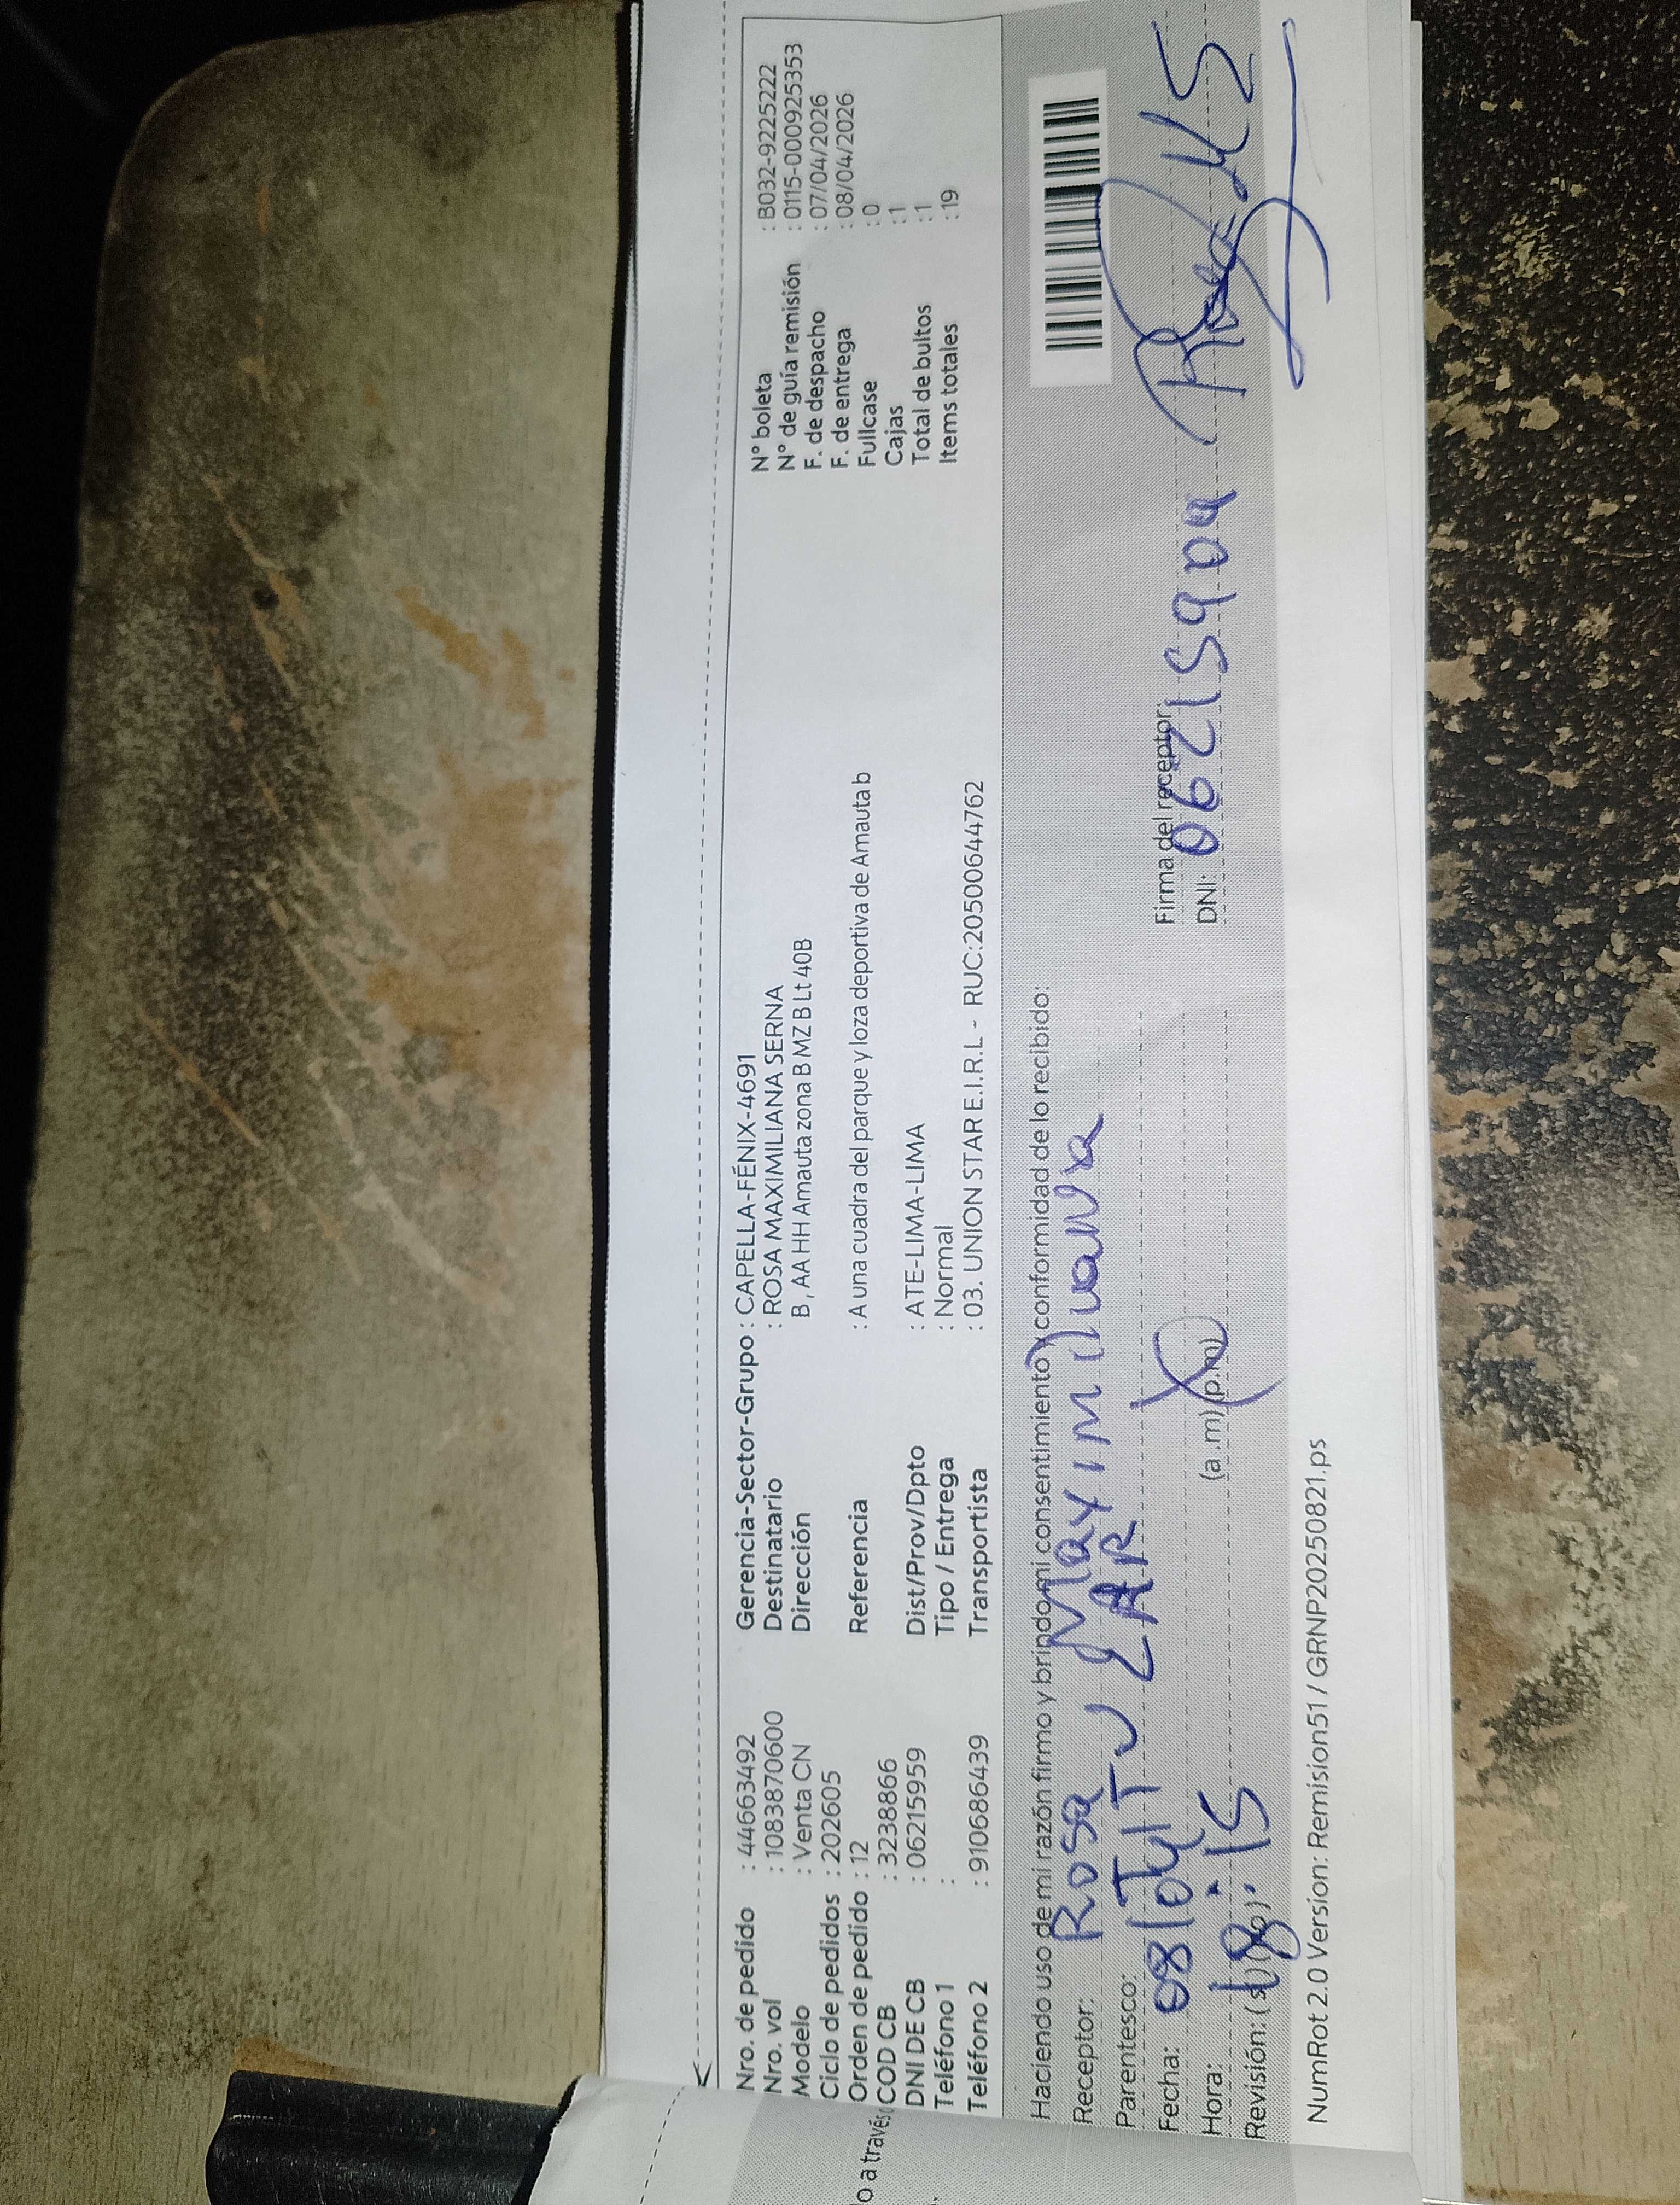 o a través
Nro. de pedido : 44663492
Nro. vol : 1083870600
Modelo : Venta CN
Ciclo de pedidos : 202605
Orden de pedido : 12
COD CB : 3238866
DNI DE CB : 06215959
Teléfono 1 :
Teléfono 2 : 910686439
Gerencia-Sector-Grupo : CAPELLA-FÉNIX-4691
Destinatario : ROSA MAXIMILIANA SERNA
Dirección B , AA HH Amauta zona B MZ B Lt 40B
Referencia : A una cuadra del parque y loza deportiva de Amauta b
Dist/Prov/Dpto : ATE-LIMA-LIMA
Tipo / Entrega : Normal
Transportista : 03. UNION STAR E.I.R.L - RUC:20500644762
N° boleta : B032-9225222
N° de guía remisión : 0115-0000925353
F. de despacho : 07/04/2026
F. de entrega : 08/04/2026
Fullcase : 0
Cajas : 1
Total de bultos : 1
Items totales : 19
Haciendo uso de mi razón firmo y brindo mi consentimiento y conformidad de lo recibido:
Receptor: Rosa Maximiliana
Parentesco: TITULAR
Fecha:
Hora: 18:15 (a.m) (p.m)
Revisión:
Firma del receptor:
DNI:
NumRot 2.0 Version: Remision51 / GRNP20250821.ps